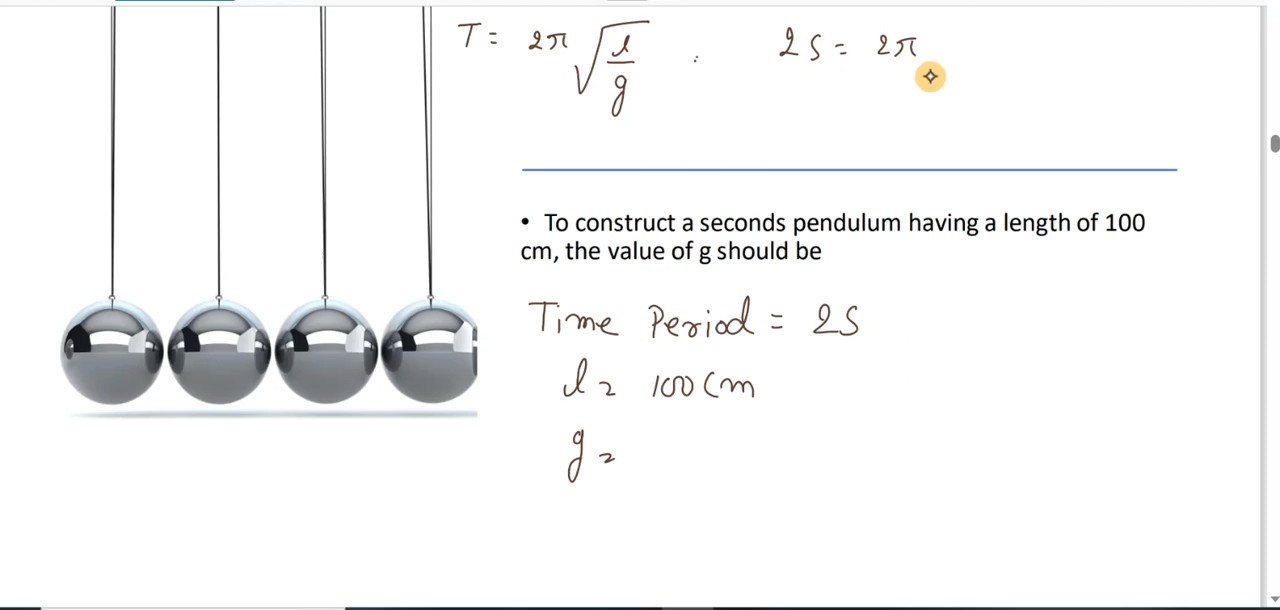 T = 2π √l/g . 2S = 2π
• To construct a seconds pendulum having a length of 100
cm, the value of g should be
Time Period = 2S
l = 100 cm
g =